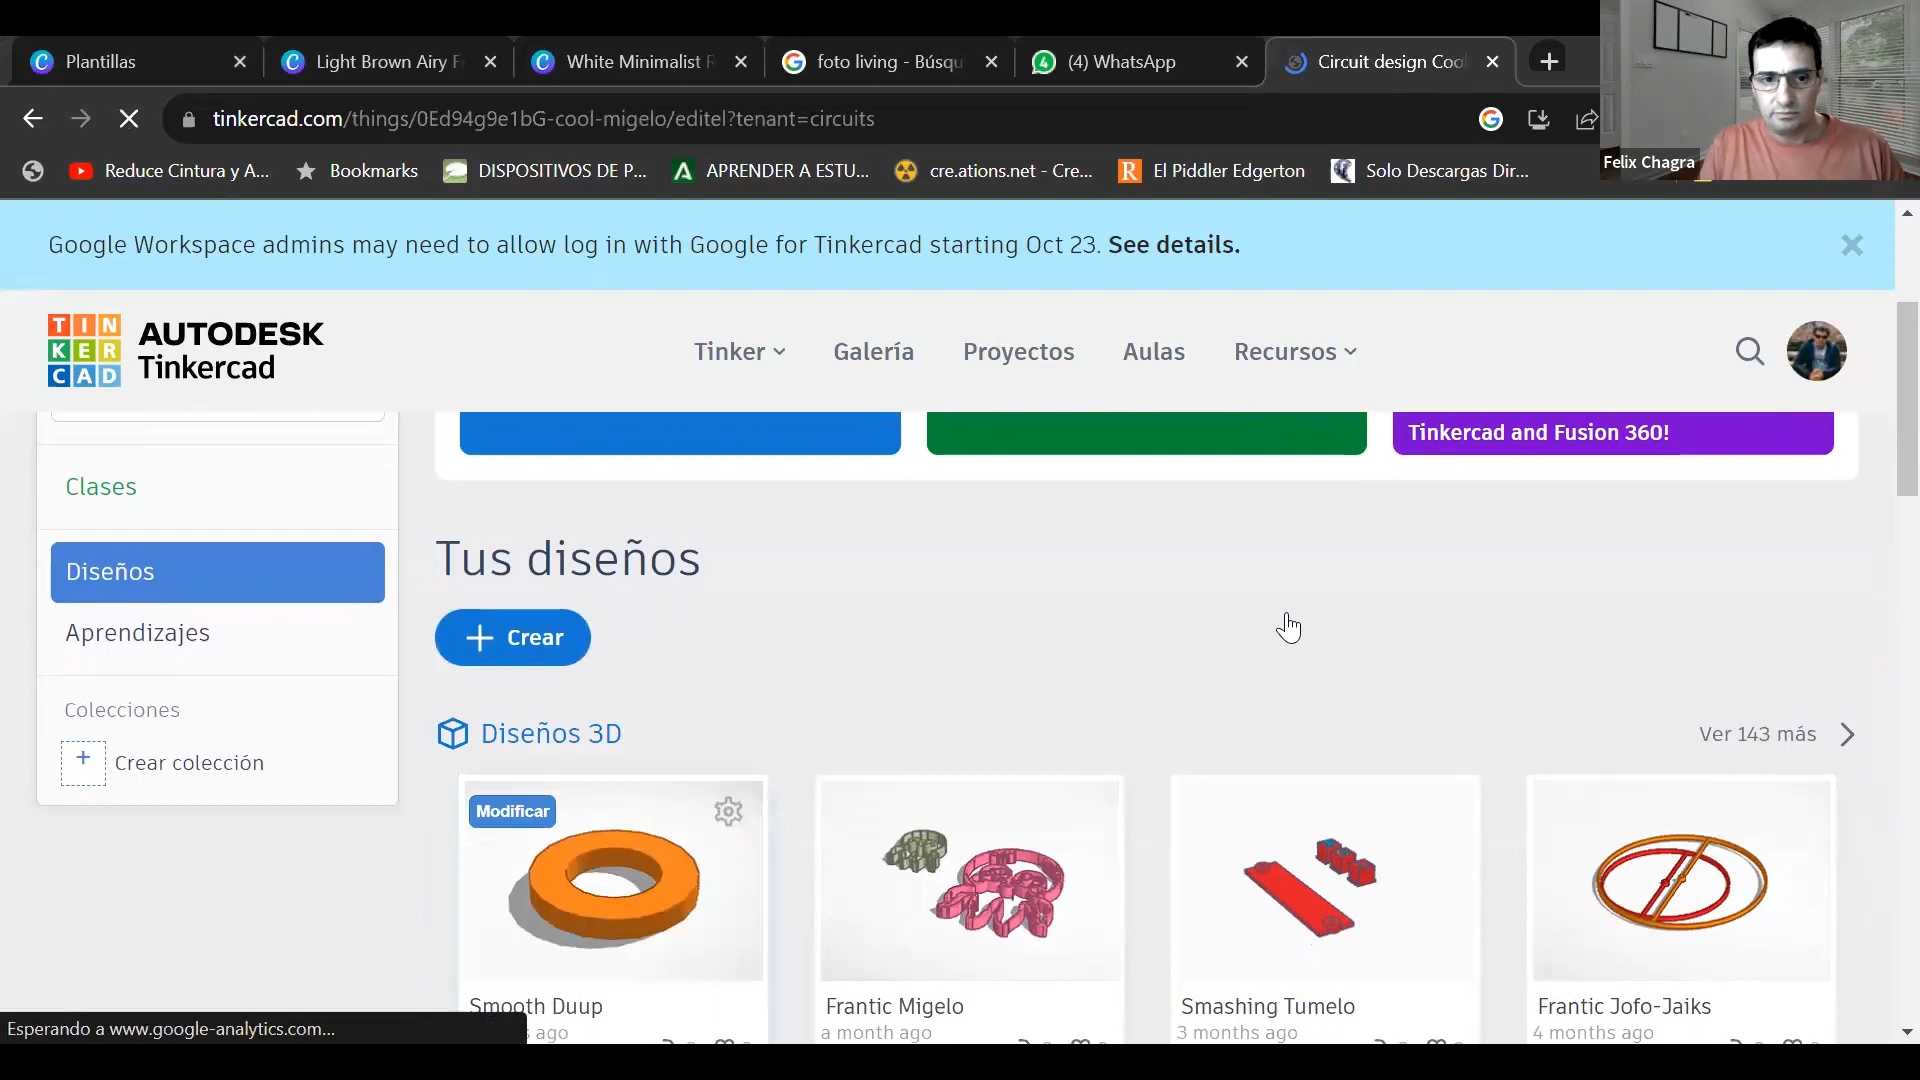 Plantillas
Light Brown Airy F
White Minimalist R
foto living - Búsqu
(4) WhatsApp
Circuit design Coo
tinkercad.com/things/0Ed94g9e1bG-cool-migelo/editel?tenant=circuits
Felix Chagra
Reduce Cintura y A...
Bookmarks
DISPOSITIVOS DE P...
APRENDER A ESTU...
cre.ations.net - Cre...
El Piddler Edgerton
Solo Descargas Dir...
Google Workspace admins may need to allow log in with Google for Tinkercad starting Oct 23. See details.
TIN
KER
CAD
AUTODESK
Tinkercad
Tinker
Galería
Proyectos
Aulas
Recursos
Tinkercad and Fusion 360!
Clases
Diseños
Aprendizajes
Colecciones
+ Crear colección
Tus diseños
+ Crear
Diseños 3D
Ver 143 más
Modificar
Smooth Duup
Frantic Migelo
Smashing Tumelo
Frantic Jofo-Jaiks
ago
a month ago
3 months ago
4 months ago
Esperando a www.google-analytics.com...